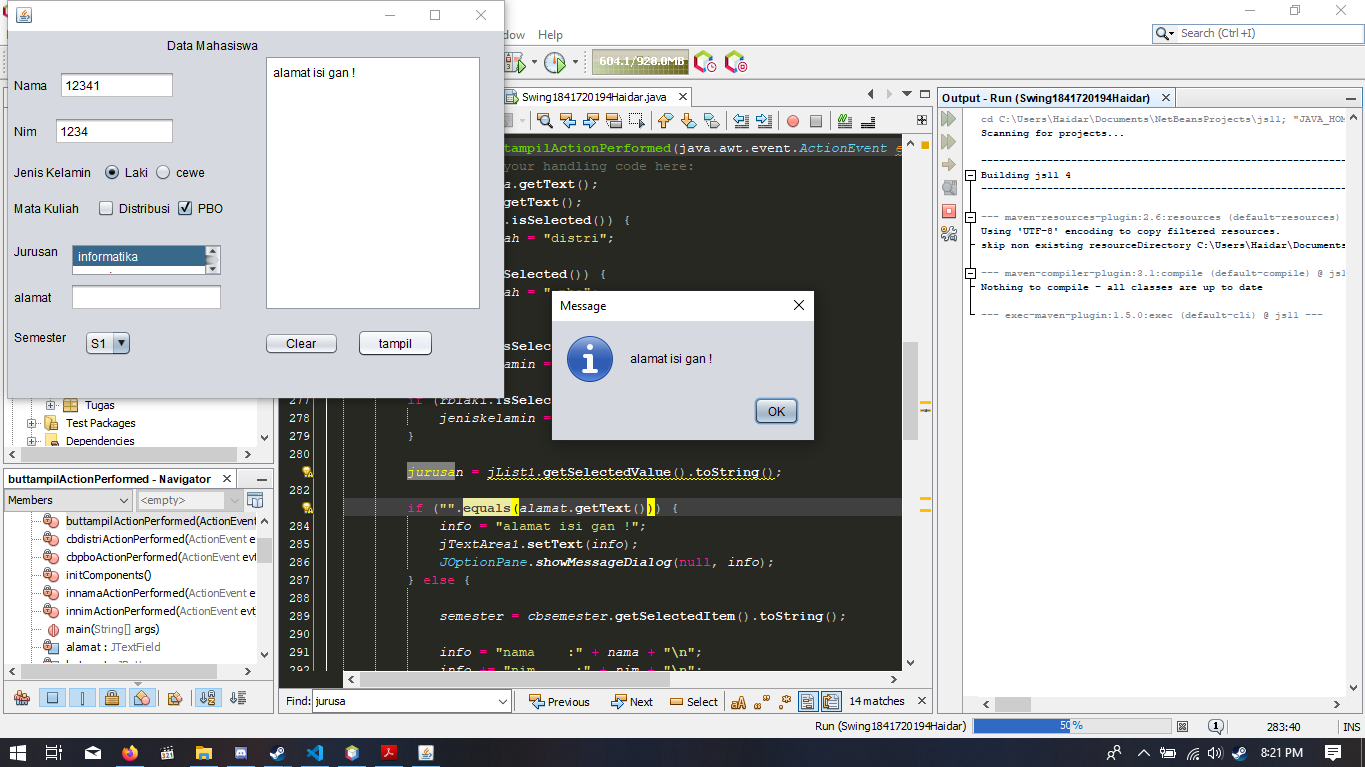 Data Mahasiswa
Nama 12341
Nim 1234
Jenis Kelamin Laki cewe
Mata Kuliah Distribusi PBO
Jurusan informatika
alamat
Semester S1
alamat isi gan !
Clear tampil
dow Help
604.1/920.0MB
Search (Ctrl+I)
Swing1841720194Haidar.java
tampilActionPerformed(java.awt.event.ActionEvent e
your handling code here:
a.getText();
getText();
.isSelected()) {
ah = "distri";
Selected()) {
ah = "
isSelec
lamin =
277 if (rblaki.isSelec
278 jeniskelamin =
279 }
280
jurusan = jList1.getSelectedValue().toString();
282
if ("".equals(alamat.getText())) {
284 info = "alamat isi gan !";
285 jTextArea1.setText(info);
286 JOptionPane.showMessageDialog(null, info);
287 } else {
288
289 semester = cbsemester.getSelectedItem().toString();
290
291 info = "nama :" + nama + "\n";
292 info += "nim :" + nim + "\n";
Message
alamat isi gan !
OK
Output - Run (Swing1841720194Haidar)
cd C:\Users\Haidar\Documents\NetBeansProjects\jsll; "JAVA_HOM
Scanning for projects...
Building jsll 4
--- maven-resources-plugin:2.6:resources (default-resources)
Using 'UTF-8' encoding to copy filtered resources.
skip non existing resourceDirectory C:\Users\Haidar\Documents
--- maven-compiler-plugin:3.1:compile (default-compile) @ jsl
Nothing to compile - all classes are up to date
--- exec-maven-plugin:1.5.0:exec (default-cli) @ jsll ---
Tugas
Test Packages
Dependencies
buttampilActionPerformed - Navigator
Members <empty>
buttampilActionPerformed(ActionEvent
cbdistriActionPerformed(ActionEvent e
cbpboActionPerformed(ActionEvent evt
initComponents()
innamaActionPerformed(ActionEvent e
innimActionPerformed(ActionEvent evt
main(String[] args)
alamat : JTextField
Find: jurusa Previous Next Select 14 matches
Run (Swing1841720194Haidar) 50% 1 283:40 INS
8:21 PM